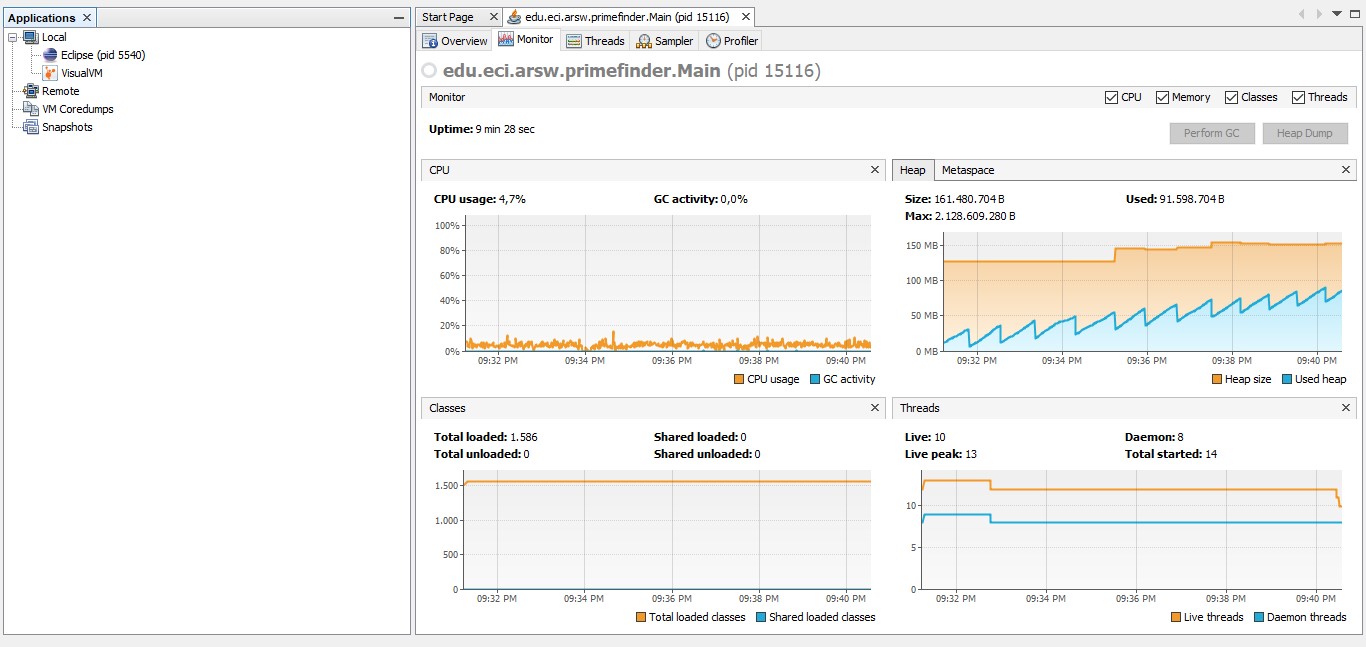 Applications
Local
Eclipse (pid 5540)
VisualVM
Remote
VM Coredumps
Snapshots
Start Page edu.eci.arsw.primefinder.Main (pid 15116)
Overview Monitor Threads Sampler Profiler
edu.eci.arsw.primefinder.Main (pid 15116)
Monitor CPU Memory Classes Threads
Uptime: 9 min 28 sec
Perform GC Heap Dump
CPU
CPU usage: 4,7% GC activity: 0,0%
100%
80%
60%
40%
20%
0%
09:32 PM 09:34 PM 09:36 PM 09:38 PM 09:40 PM
CPU usage GC activity
Heap Metaspace
Size: 161.480.704 B Used: 91.598.704 B
Max: 2.128.609.280 B
150 MB
100 MB
50 MB
0 MB
09:32 PM 09:34 PM 09:36 PM 09:38 PM 09:40 PM
Heap size Used heap
Classes
Total loaded: 1.586 Shared loaded: 0
Total unloaded: 0 Shared unloaded: 0
1.500
1.000
500
0
09:32 PM 09:34 PM 09:36 PM 09:38 PM 09:40 PM
Total loaded classes Shared loaded classes
Threads
Live: 10 Daemon: 8
Live peak: 13 Total started: 14
10
5
0
09:32 PM 09:34 PM 09:36 PM 09:38 PM 09:40 PM
Live threads Daemon threads